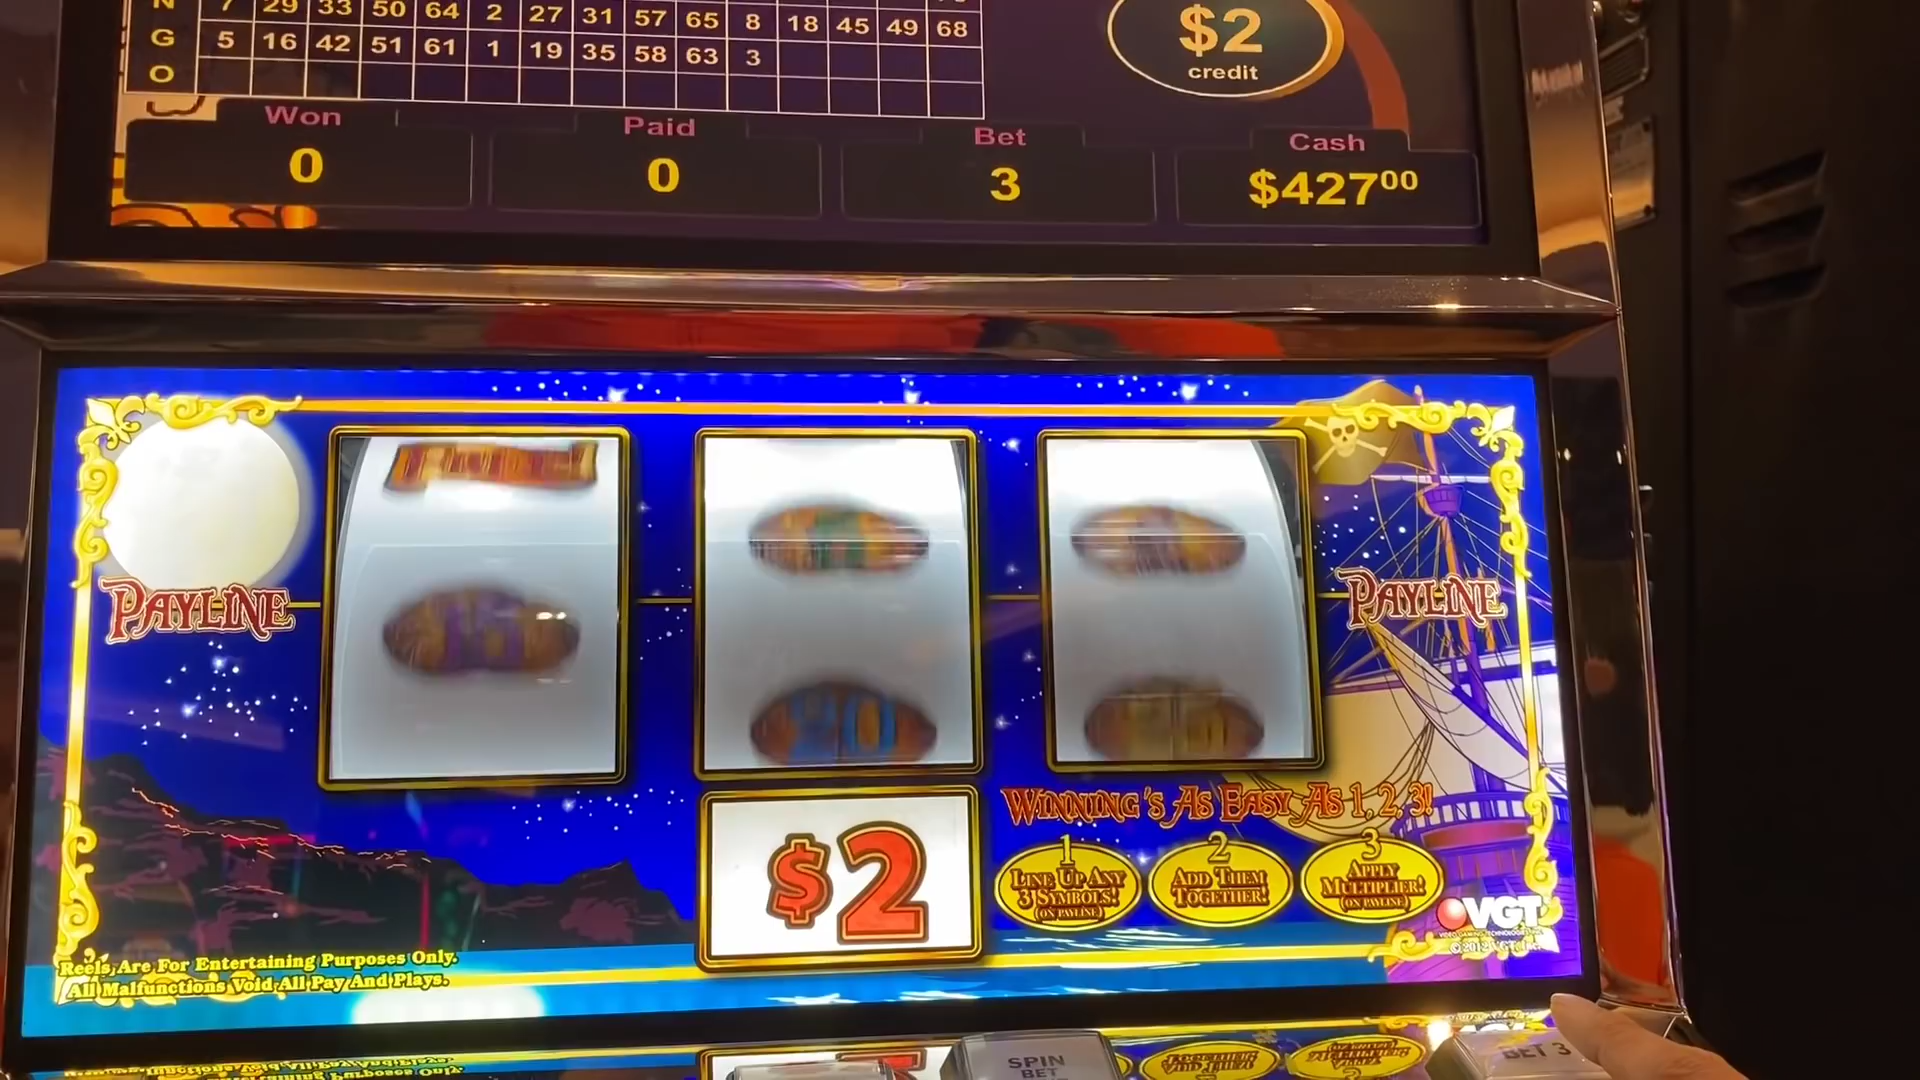 N 7 29 33 50 64 2 27 31 57 65 8 18 45 49 68
G 5 16 42 51 61 1 19 35 58 63 3
O
$2
credit
Won
Paid
Bet
Cash
0
0
3
$42700
PAYLINE
PAYLINE
20
$2
WINNING'S AS EASY AS 1, 2, 3!
1
LINE UP ANY
3 SYMBOLS!
(ON PAYLINE)
2
ADD THEM
TOGETHER!
3
APPLY
MULTIPLIER!
(ON PAYLINE)
VGT
Reels Are For Entertaining Purposes Only.
All Malfunctions Void All Pay And Plays.
SPIN
BET
BET 3